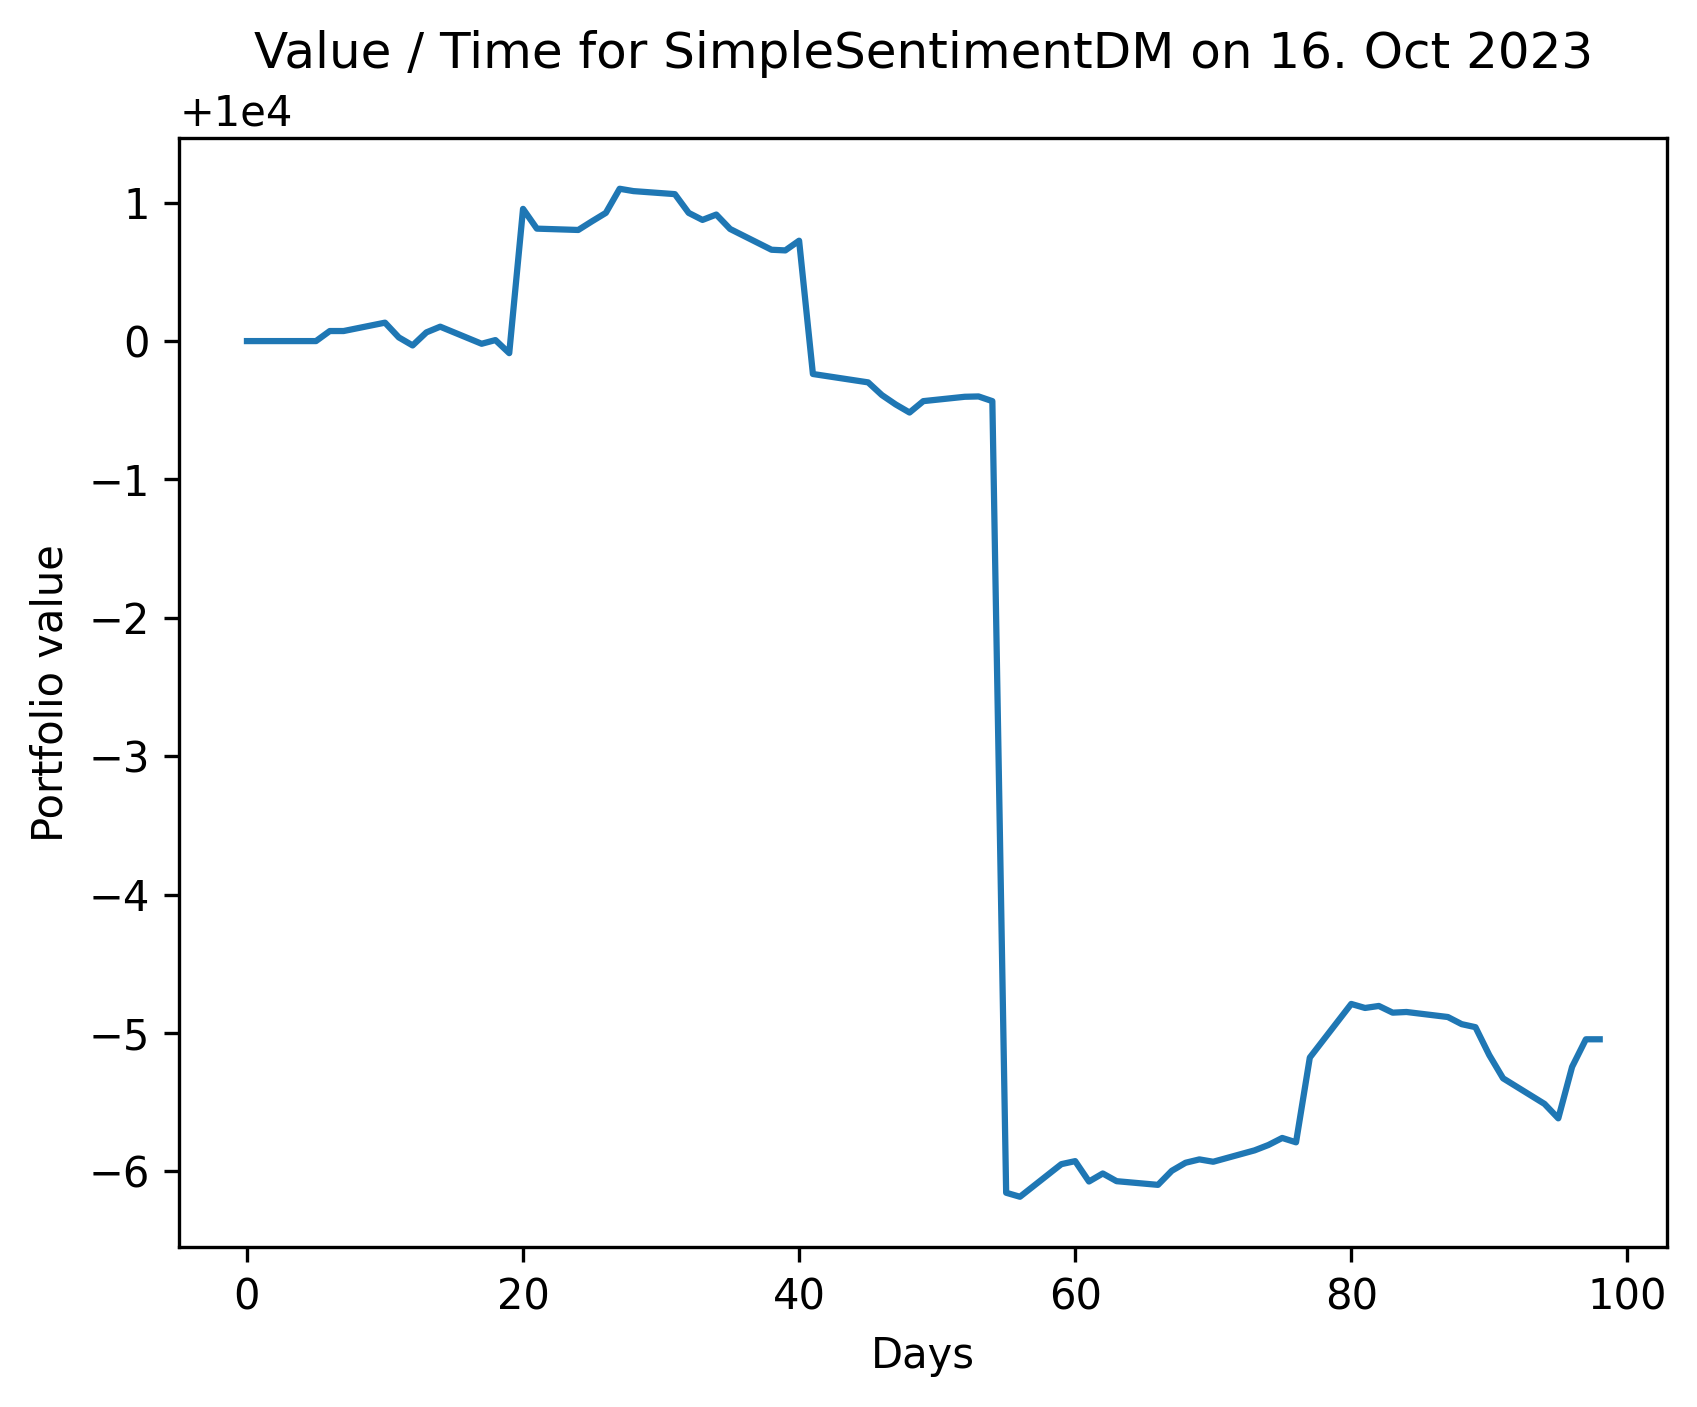 Value / Time for SimpleSentimentDM on 16. Oct 2023
+1e4
1
0
−1
−2
−3
−4
−5
−6
Portfolio value
0 20 40 60 80 100
Days